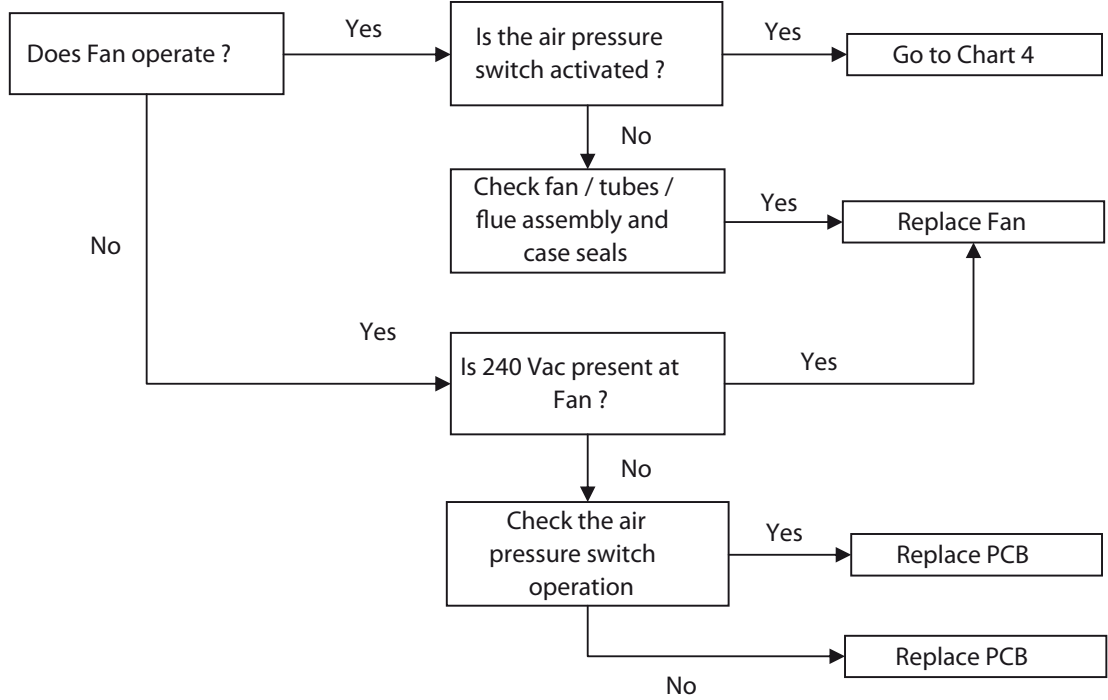 Does Fan operate ?
Yes
Is the air pressure
switch activated ?
Yes
Go to Chart 4
No
Check fan / tubes /
flue assembly and
case seals
Yes
Replace Fan
No
Yes
Is 240 Vac present at
Fan ?
Yes
No
Check the air
pressure switch
operation
Yes
Replace PCB
No
Replace PCB